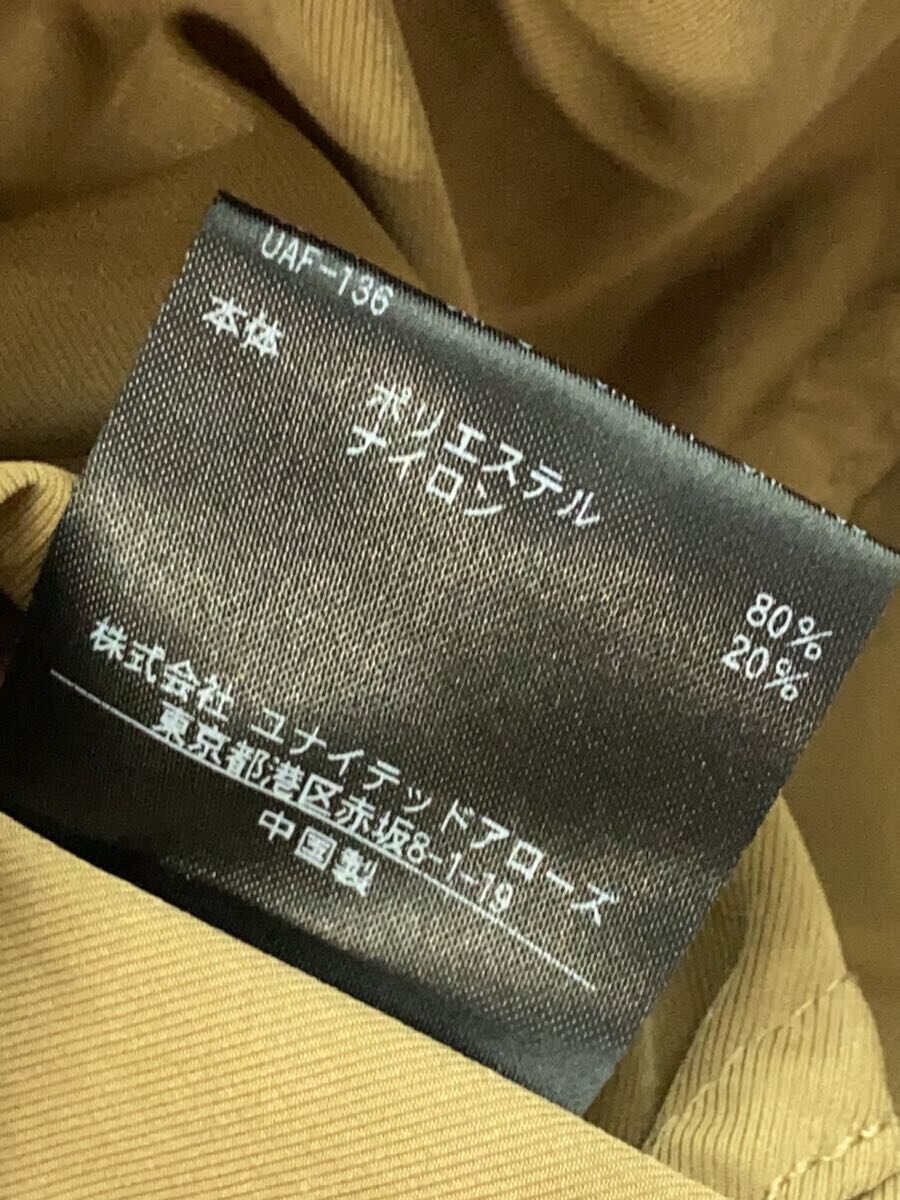 UAF-136
本体
ポリエステル 80%
ナイロン 20%
株式会社 ユナイテッドアローズ
東京都港区赤坂8-1-19
中国製